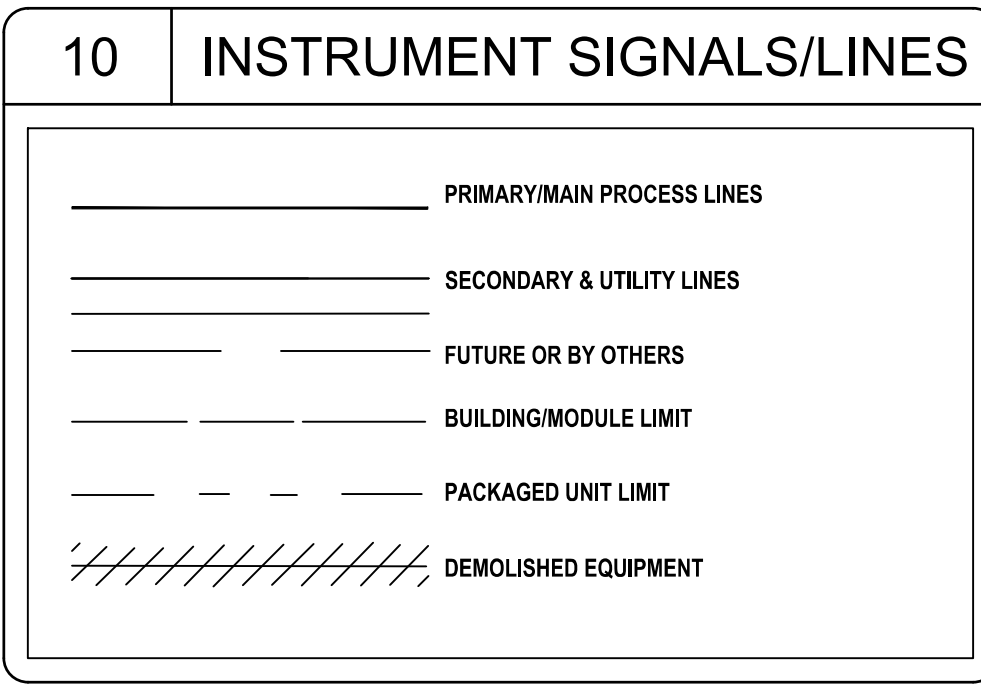 10
INSTRUMENT SIGNALS/LINES
PRIMARY/MAIN PROCESS LINES
SECONDARY & UTILITY LINES
FUTURE OR BY OTHERS
BUILDING/MODULE LIMIT
PACKAGED UNIT LIMIT
DEMOLISHED EQUIPMENT